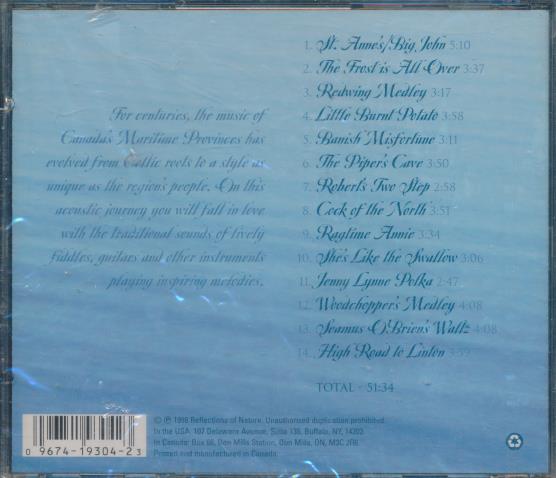 For centuries, the music of
Canada's Maritime Provinces has
evolved from Celtic roots to a style as
unique as the region's people. On this
acoustic journey you will fall in love
with the traditional sounds of lively
fiddles, guitars and other instruments
playing inspiring melodies.
1. St. Anne's/Big John 5:10
2. The Frost is All Over 3:37
3. Redwing Medley 3:17
4. Little Burnt Potato 3:58
5. Banish Misfortune 3:11
6. The Piper's Cave 3:50
7. Robert's Two Step 2:58
8. Cock of the North 3:51
9. Ragtime Annie 3:34
10. She's Like the Swallow 3:06
11. Jenny Lynne Polka 2:47
12. Woodchopper's Medley 4:08
13. Seamus O'Brien's Waltz 4:08
14. High Road to Linton 3:59
TOTAL - 51:34
0 9674-19304-2 3
© ℗ 1998 Reflections of Nature. Unauthorised duplication prohibited.
In the USA: 107 Delaware Avenue, Suite 135, Buffalo, NY, 14202
In Canada: Box 66, Don Mills Station, Don Mills, ON, M3C 2R6
Printed and manufactured in Canada.